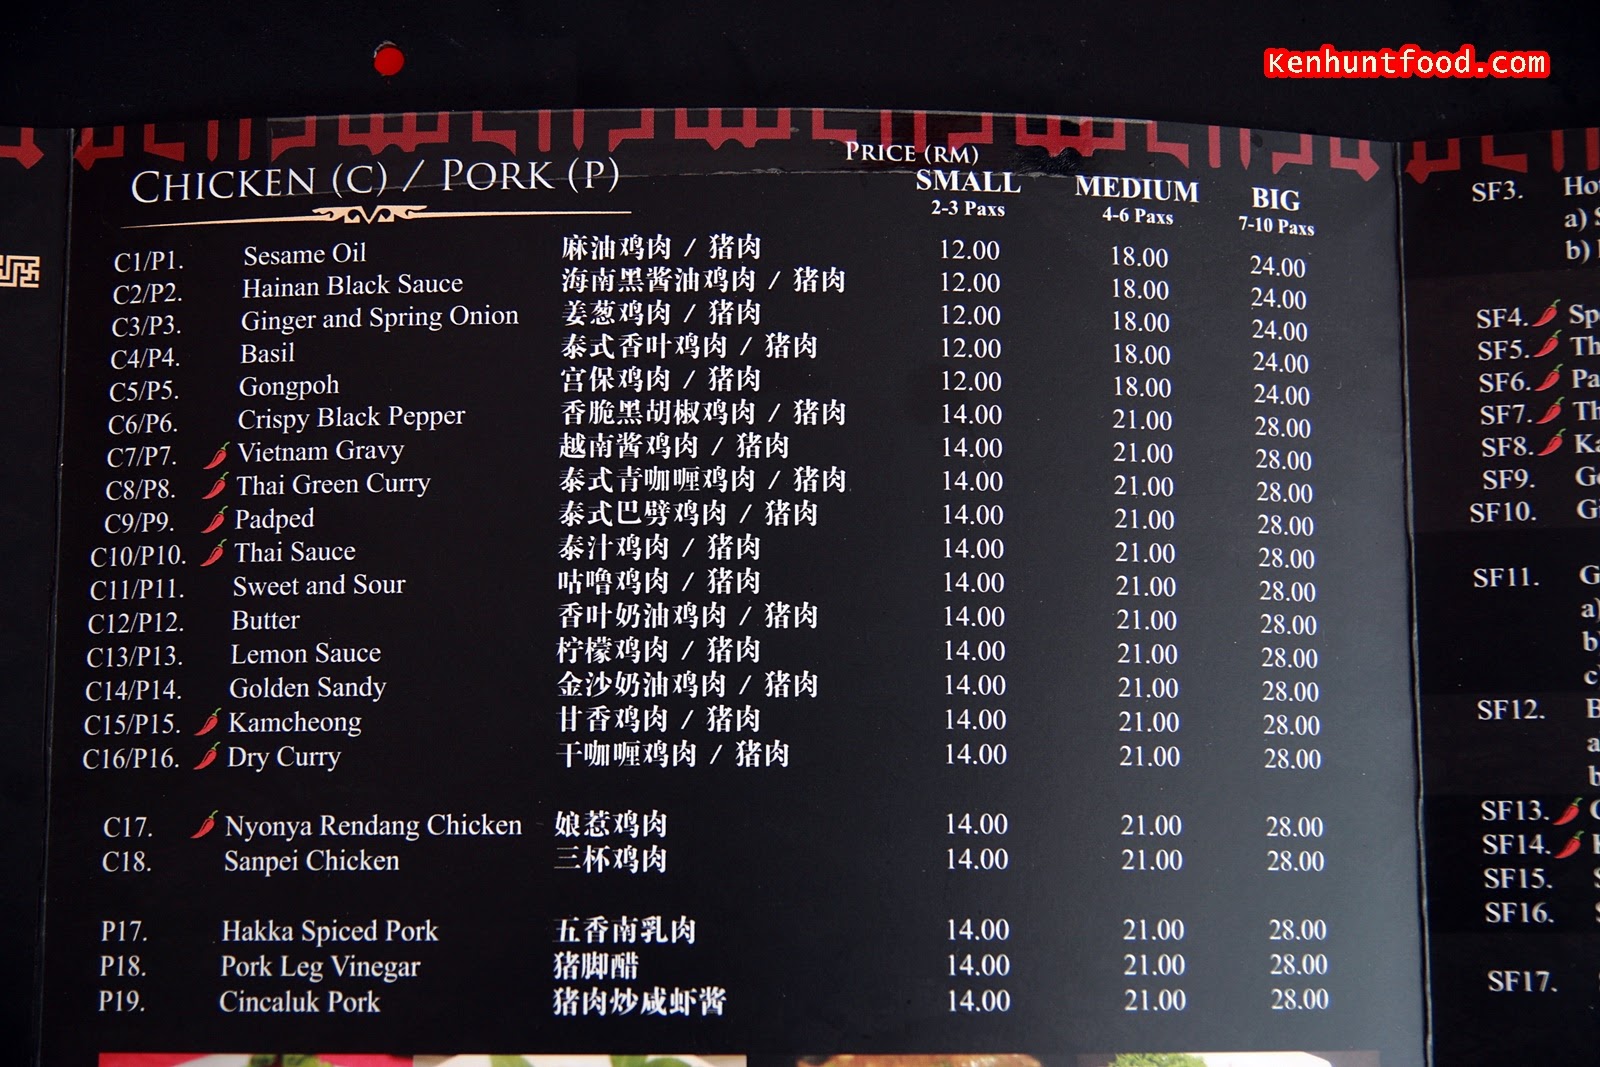 Kenhuntfood.com
CHICKEN (C) / PORK (P)
PRICE (RM)
SMALL MEDIUM BIG
2-3 Paxs 4-6 Paxs 7-10 Paxs
C1/P1. Sesame Oil 麻油鸡肉 / 猪肉 12.00 18.00 24.00
C2/P2. Hainan Black Sauce 海南黑酱油鸡肉 / 猪肉 12.00 18.00 24.00
C3/P3. Ginger and Spring Onion 姜葱鸡肉 / 猪肉 12.00 18.00 24.00
C4/P4. Basil 泰式香叶鸡肉 / 猪肉 12.00 18.00 24.00
C5/P5. Gongpoh 宫保鸡肉 / 猪肉 12.00 18.00 24.00
C6/P6. Crispy Black Pepper 香脆黑胡椒鸡肉 / 猪肉 14.00 21.00 28.00
C7/P7. Vietnam Gravy 越南酱鸡肉 / 猪肉 14.00 21.00 28.00
C8/P8. Thai Green Curry 泰式青咖喱鸡肉 / 猪肉 14.00 21.00 28.00
C9/P9. Padped 泰式巴劈鸡肉 / 猪肉 14.00 21.00 28.00
C10/P10. Thai Sauce 泰汁鸡肉 / 猪肉 14.00 21.00 28.00
C11/P11. Sweet and Sour 咕噜鸡肉 / 猪肉 14.00 21.00 28.00
C12/P12. Butter 香叶奶油鸡肉 / 猪肉 14.00 21.00 28.00
C13/P13. Lemon Sauce 柠檬鸡肉 / 猪肉 14.00 21.00 28.00
C14/P14. Golden Sandy 金沙奶油鸡肉 / 猪肉 14.00 21.00 28.00
C15/P15. Kamcheong 甘香鸡肉 / 猪肉 14.00 21.00 28.00
C16/P16. Dry Curry 干咖喱鸡肉 / 猪肉 14.00 21.00 28.00
C17. Nyonya Rendang Chicken 娘惹鸡肉 14.00 21.00 28.00
C18. Sanpei Chicken 三杯鸡肉 14.00 21.00 28.00
P17. Hakka Spiced Pork 五香南乳肉 14.00 21.00 28.00
P18. Pork Leg Vinegar 猪脚醋 14.00 21.00 28.00
P19. Cincaluk Pork 猪肉炒咸虾酱 14.00 21.00 28.00
SF3.
a)
b)
SF4.
SF5.
SF6.
SF7.
SF8.
SF9.
SF10.
SF11.
a)
b)
c)
SF12.
SF13.
SF14.
SF15.
SF16.
SF17.